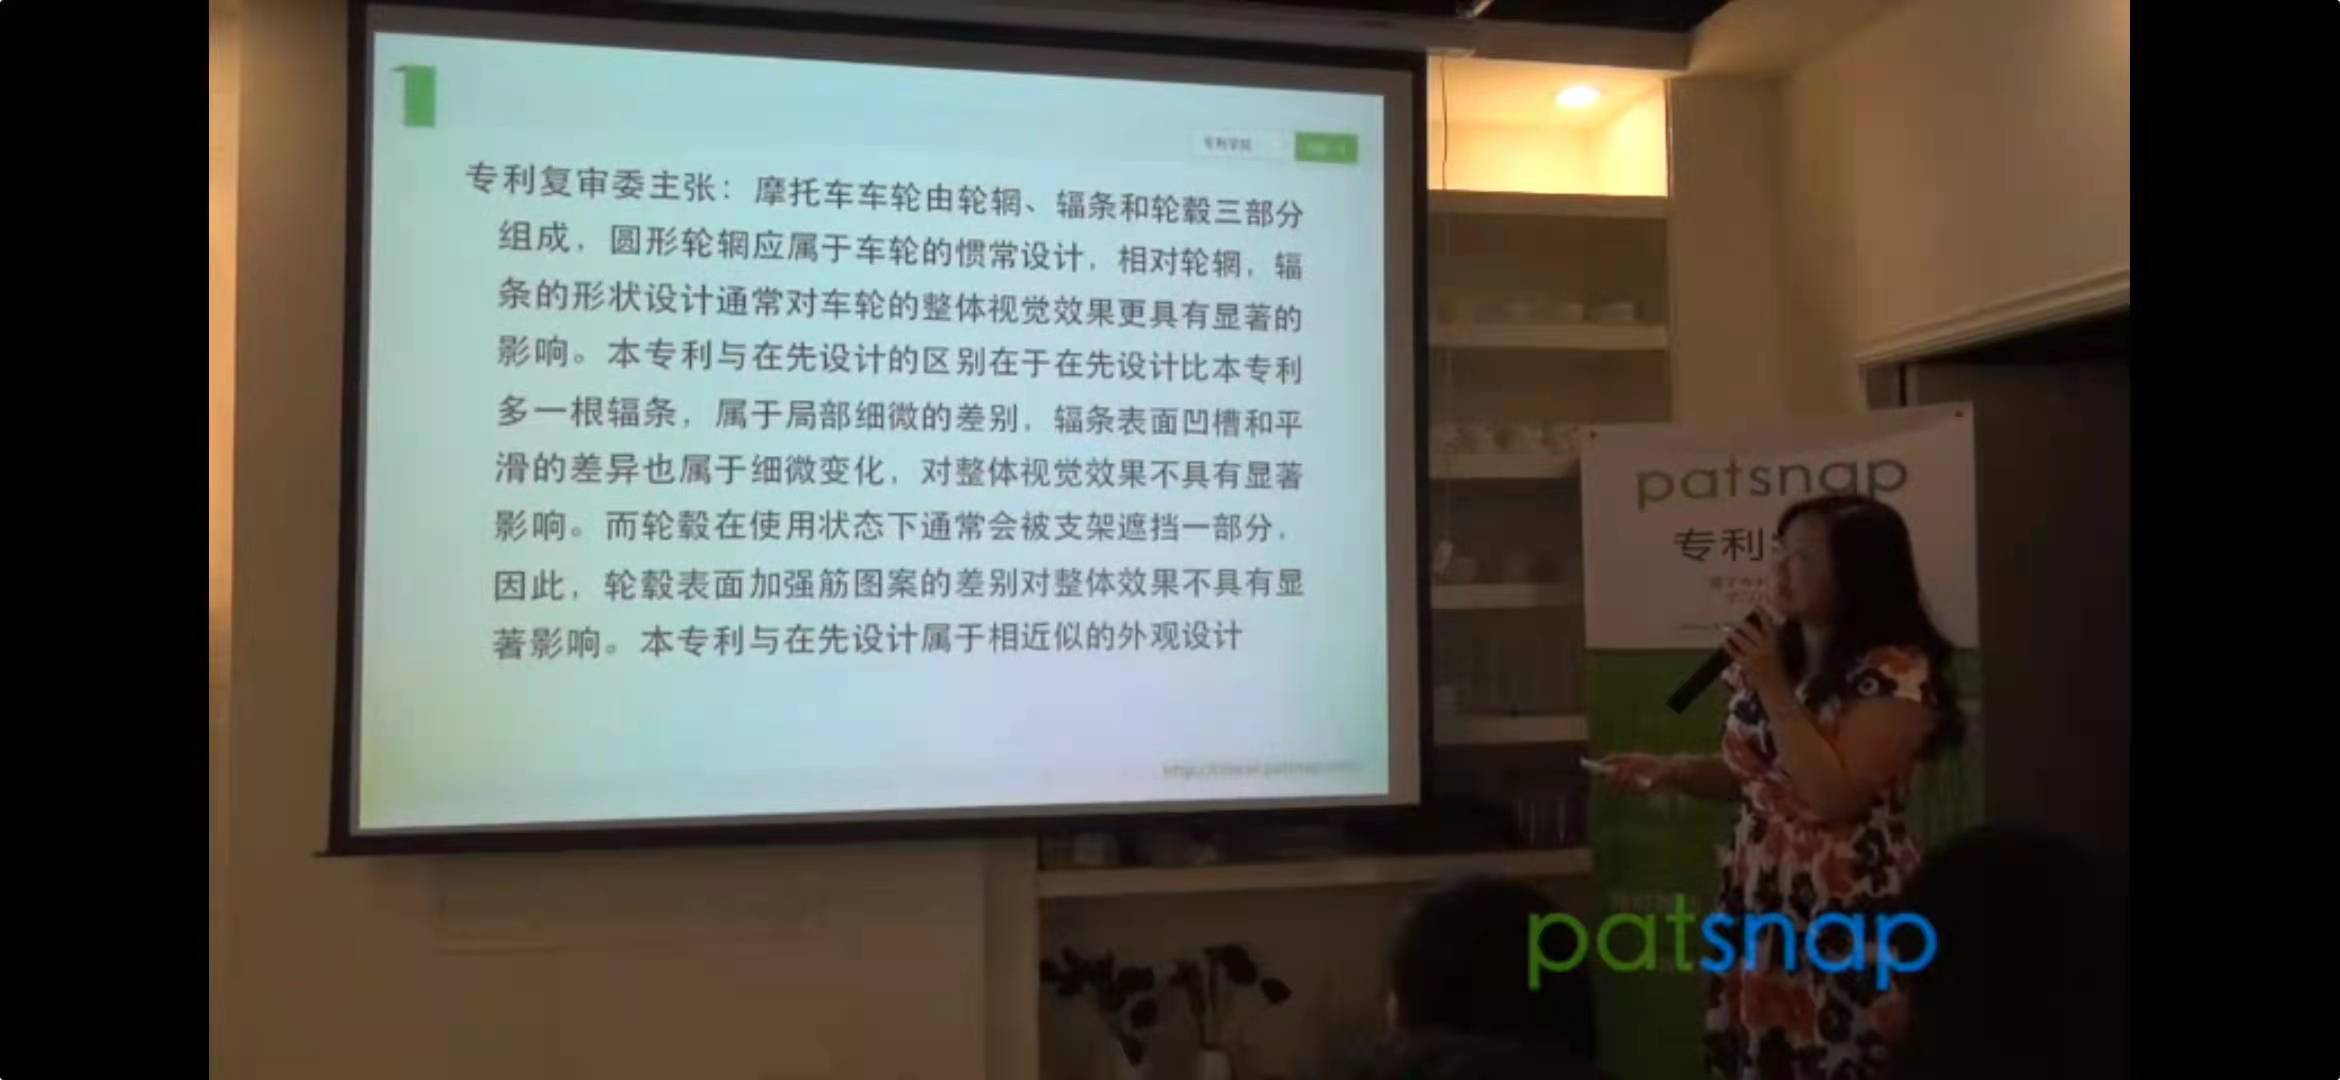 专利学院
专利复审委主张：摩托车车轮由轮辋、辐条和轮毂三部分
组成，圆形轮辋应属于车轮的惯常设计，相对轮辋，辐
条的形状设计通常对车轮的整体视觉效果更具有显著的
影响。本专利与在先设计的区别在于在先设计比本专利
多一根辐条，属于局部细微的差别，辐条表面凹槽和平
滑的差异也属于细微变化，对整体视觉效果不具有显著
影响。而轮毂在使用状态下通常会被支架遮挡一部分，
因此，轮毂表面加强筋图案的差别对整体效果不具有显
著影响。本专利与在先设计属于相近似的外观设计
patsnap
专利
patsnap